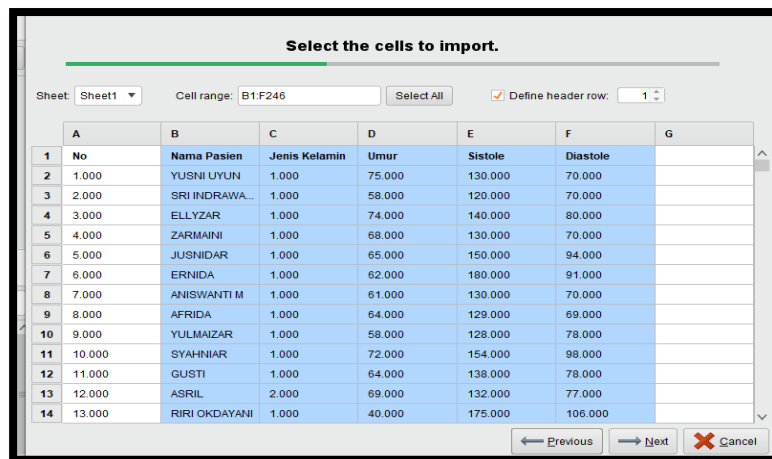 Select the cells to import.
Sheet: Sheet1 Cell range: B1:F246 Select All Define header row: 1
A B C D E F G
1 No Nama Pasien Jenis Kelamin Umur Sistole Diastole
2 1.000 YUSNI UYUN 1.000 75.000 130.000 70.000
3 2.000 SRI INDRAWA... 1.000 58.000 120.000 70.000
4 3.000 ELLYZAR 1.000 74.000 140.000 80.000
5 4.000 ZARMAINI 1.000 68.000 130.000 70.000
6 5.000 JUSNIDAR 1.000 65.000 150.000 94.000
7 6.000 ERNIDA 1.000 62.000 180.000 91.000
8 7.000 ANISWANTI M 1.000 61.000 130.000 70.000
9 8.000 AFRIDA 1.000 64.000 129.000 69.000
10 9.000 YULMAIZAR 1.000 58.000 128.000 78.000
11 10.000 SYAHNIAR 1.000 72.000 154.000 98.000
12 11.000 GUSTI 1.000 64.000 138.000 78.000
13 12.000 ASRIL 2.000 69.000 132.000 77.000
14 13.000 RIRI OKDAYANI 1.000 40.000 175.000 106.000
Previous Next Cancel